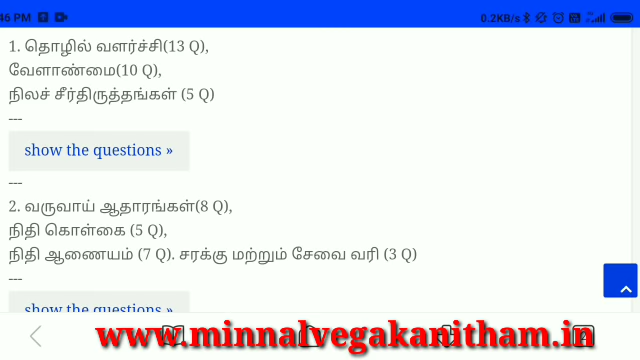 46 PM 0.2KB/s
1. தொழில் வளர்ச்சி(13 Q),
வேளாண்மை(10 Q),
நிலச் சீர்திருத்தங்கள் (5 Q)
---
show the questions »
---
2. வருவாய் ஆதாரங்கள்(8 Q),
நிதி கொள்கை (5 Q),
நிதி ஆணையம் (7 Q). சரக்கு மற்றும் சேவை வரி (3 Q)
---
show the questions »
www.minnalvegakanitham.in